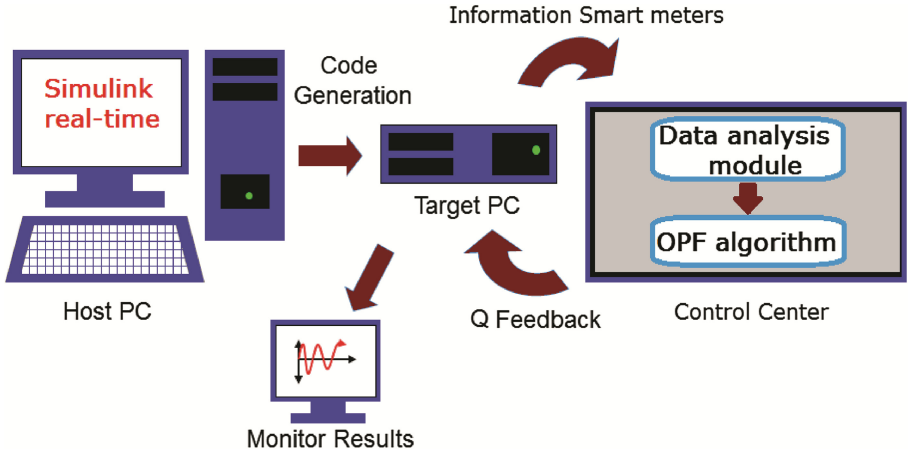 Information Smart meters
Simulink
real-time
Code
Generation
Data analysis
module
Target PC
OPF algorithm
Host PC
Q Feedback
Control Center
Monitor Results